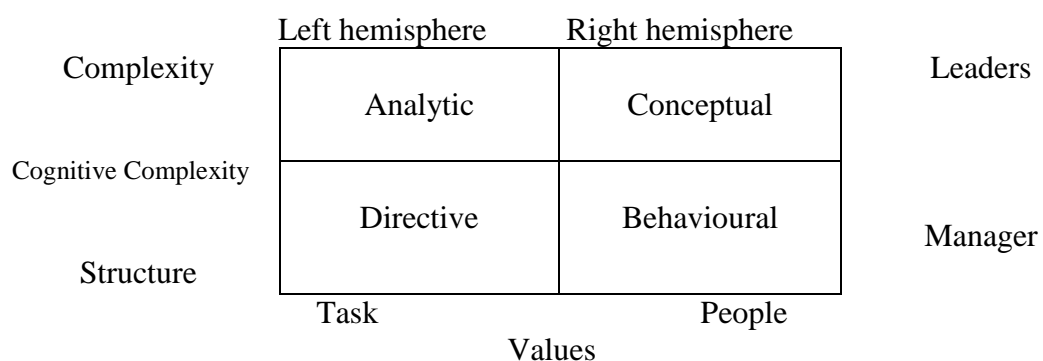 Left hemisphere Right hemisphere
Complexity Analytic Conceptual Leaders
Cognitive Complexity
Directive Behavioural Manager
Structure
Task People
Values